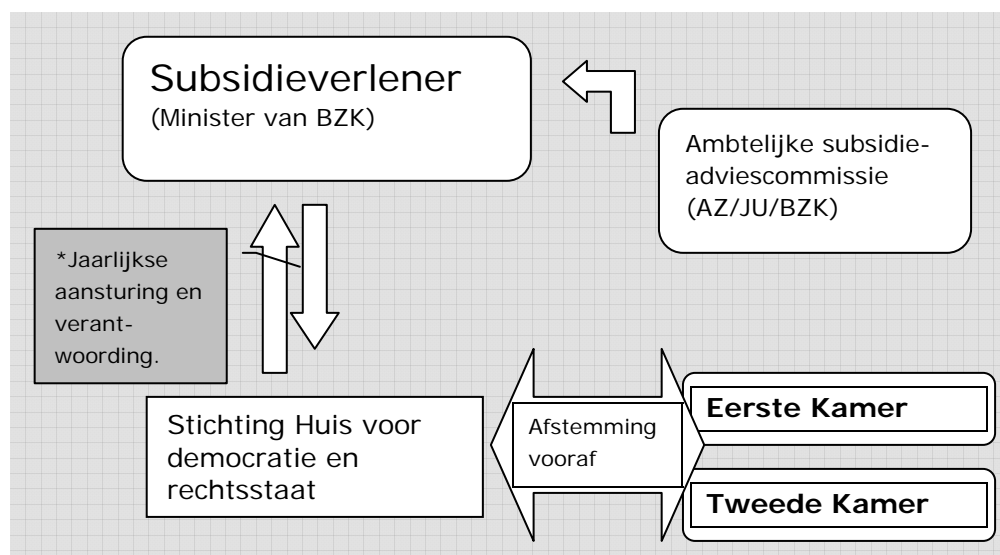 Subsidieverlener
(Minister van BZK)
Ambtelijke subsidie-
adviescommissie
(AZ/JU/BZK)
*Jaarlijkse
aansturing en
verant-
woording.
Stichting Huis voor
democratie en
rechtsstaat
Afstemming
vooraf
Eerste Kamer
Tweede Kamer